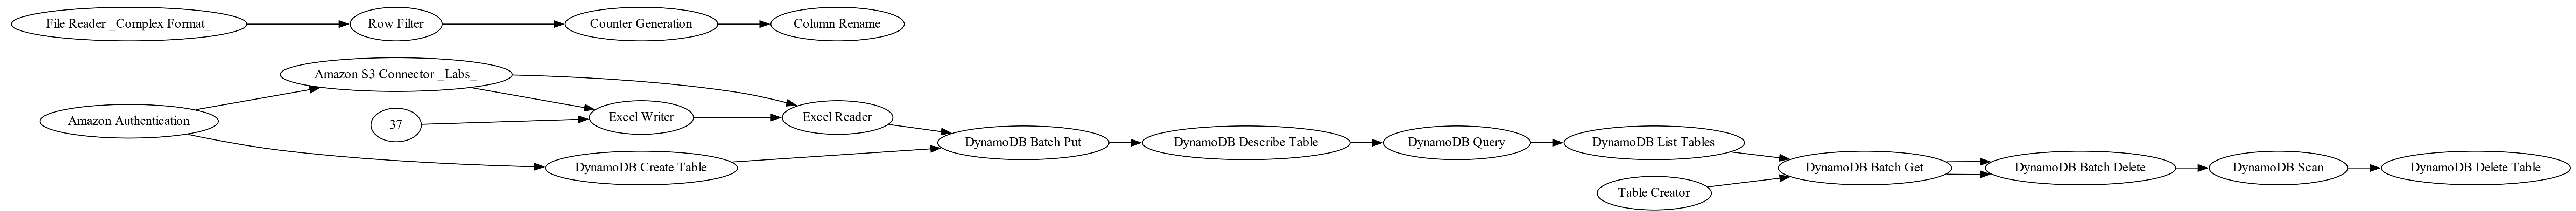 File Reader _Complex Format_
Row Filter
Counter Generation
Column Rename
Amazon S3 Connector _Labs_
Amazon Authentication
37
Excel Writer
Excel Reader
DynamoDB Create Table
DynamoDB Batch Put
DynamoDB Describe Table
DynamoDB Query
DynamoDB List Tables
Table Creator
DynamoDB Batch Get
DynamoDB Batch Delete
DynamoDB Scan
DynamoDB Delete Table